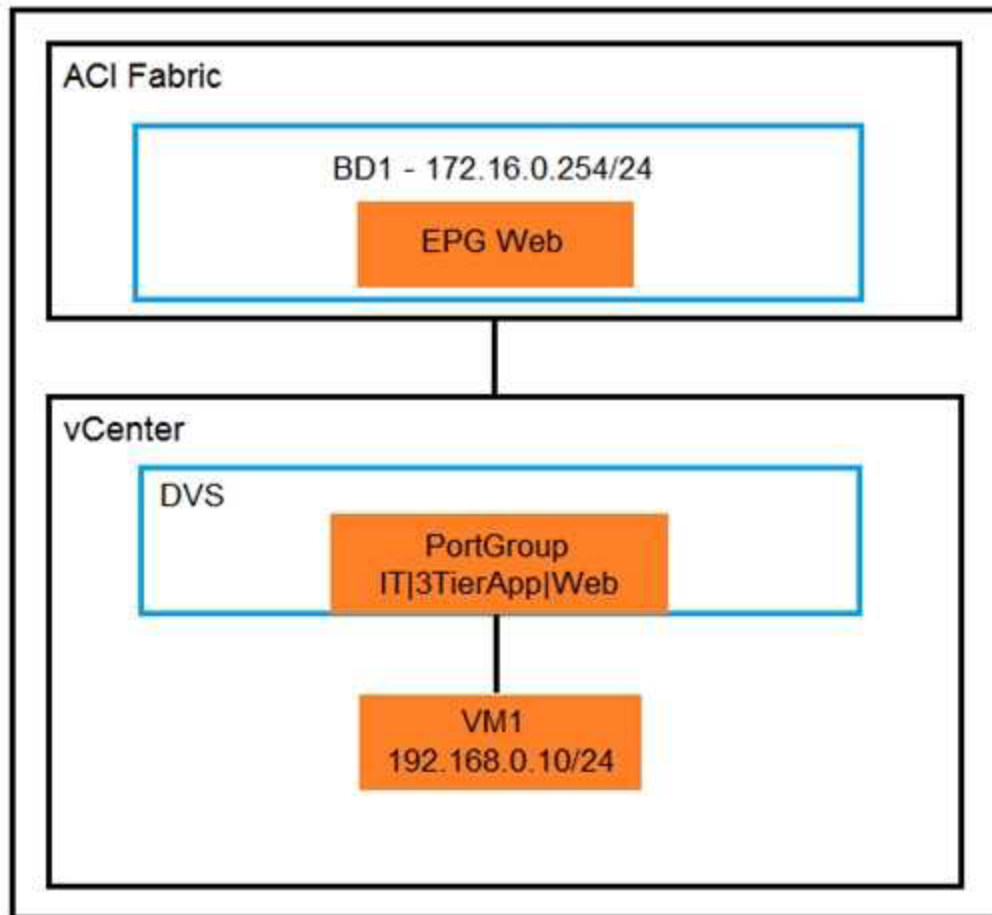 ACI Fabric
BD1 - 172.16.0.254/24
EPG Web
vCenter
DVS
PortGroup
IT|3TierApp|Web
VM1
192.168.0.10/24